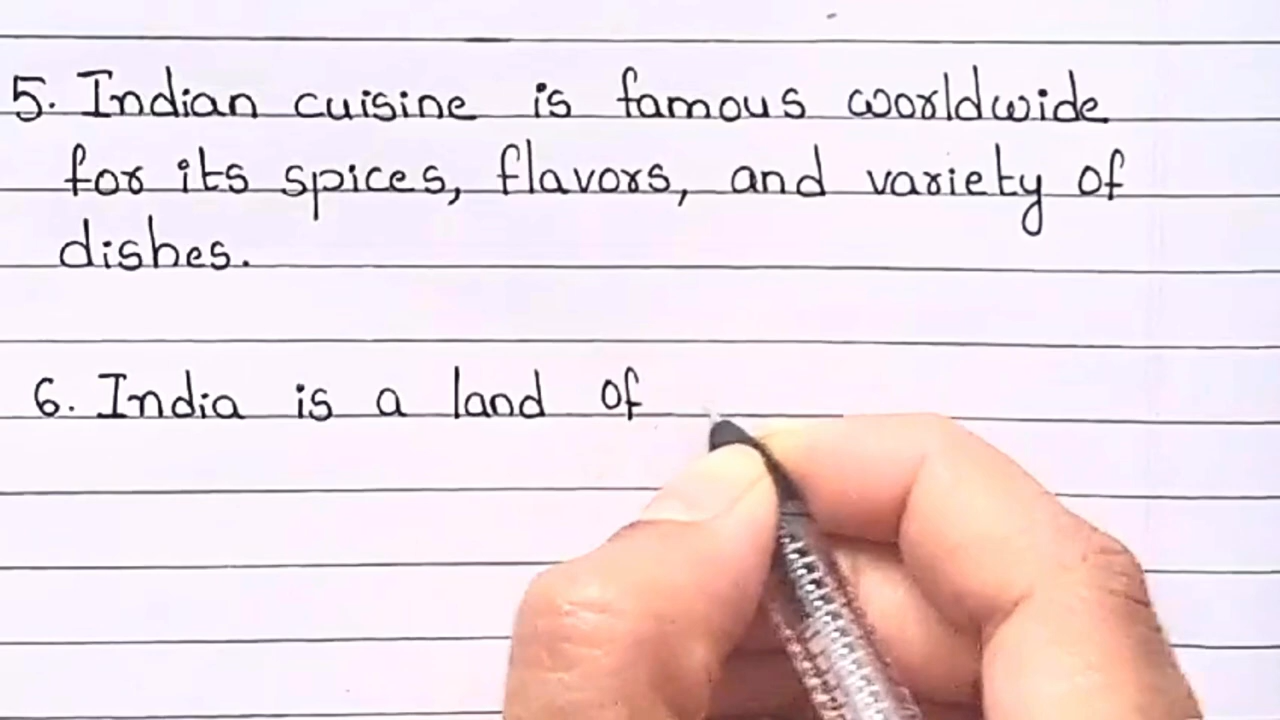 5. Indian cuisine is famous worldwide
for its spices, flavors, and variety of
dishes.
6. India is a land of